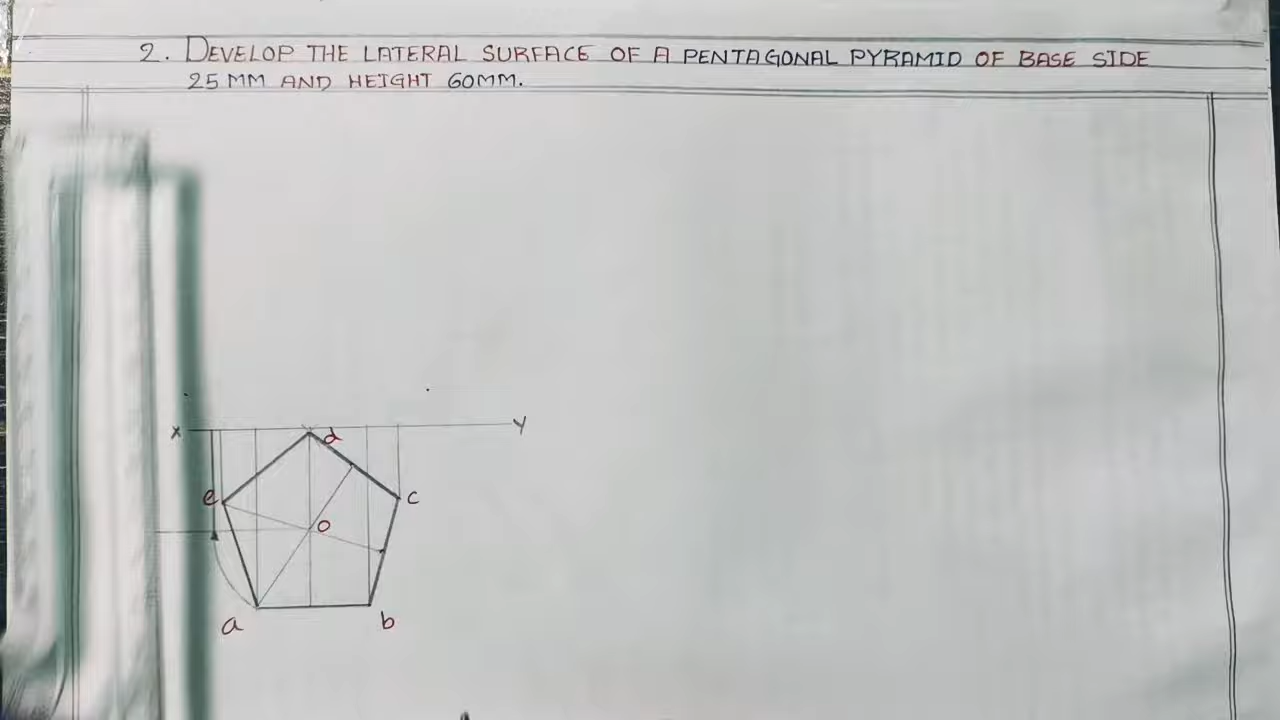 2. DEVELOP THE LATERAL SURFACE OF A PENTAGONAL PYRAMID OF BASE SIDE
25 MM AND HEIGHT 60MM.
X Y
d
e c
o
a b